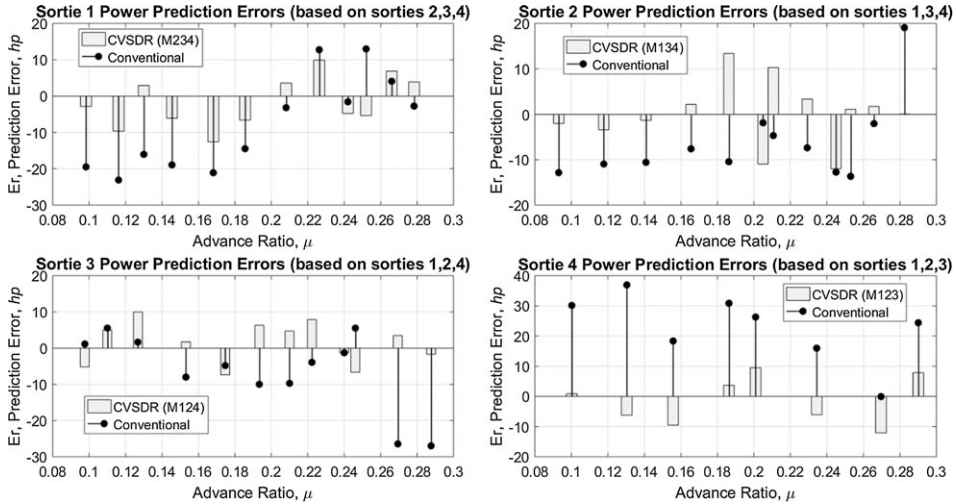 Sortie 1 Power Prediction Errors (based on sorties 2,3,4)
Er, Prediction Error, hp
20
10
0
-10
-20
-30
CVSDR (M234)
Conventional
0.08 0.1 0.12 0.14 0.16 0.18 0.2 0.22 0.24 0.26 0.28 0.3
Advance Ratio, μ
Sortie 2 Power Prediction Errors (based on sorties 1,3,4)
Er, Prediction Error, hp
20
10
0
-10
-20
CVSDR (M134)
Conventional
0.08 0.1 0.12 0.14 0.16 0.18 0.2 0.22 0.24 0.26 0.28 0.3
Advance Ratio, μ
Sortie 3 Power Prediction Errors (based on sorties 1,2,4)
Er, Prediction Error, hp
20
10
0
-10
-20
-30
CVSDR (M124)
Conventional
0.08 0.1 0.12 0.14 0.16 0.18 0.2 0.22 0.24 0.26 0.28 0.3
Advance Ratio, μ
Sortie 4 Power Prediction Errors (based on sorties 1,2,3)
Er, Prediction Error, hp
40
30
20
10
0
-10
-20
CVSDR (M123)
Conventional
0.08 0.1 0.12 0.14 0.16 0.18 0.2 0.22 0.24 0.26 0.28 0.3
Advance Ratio, μ